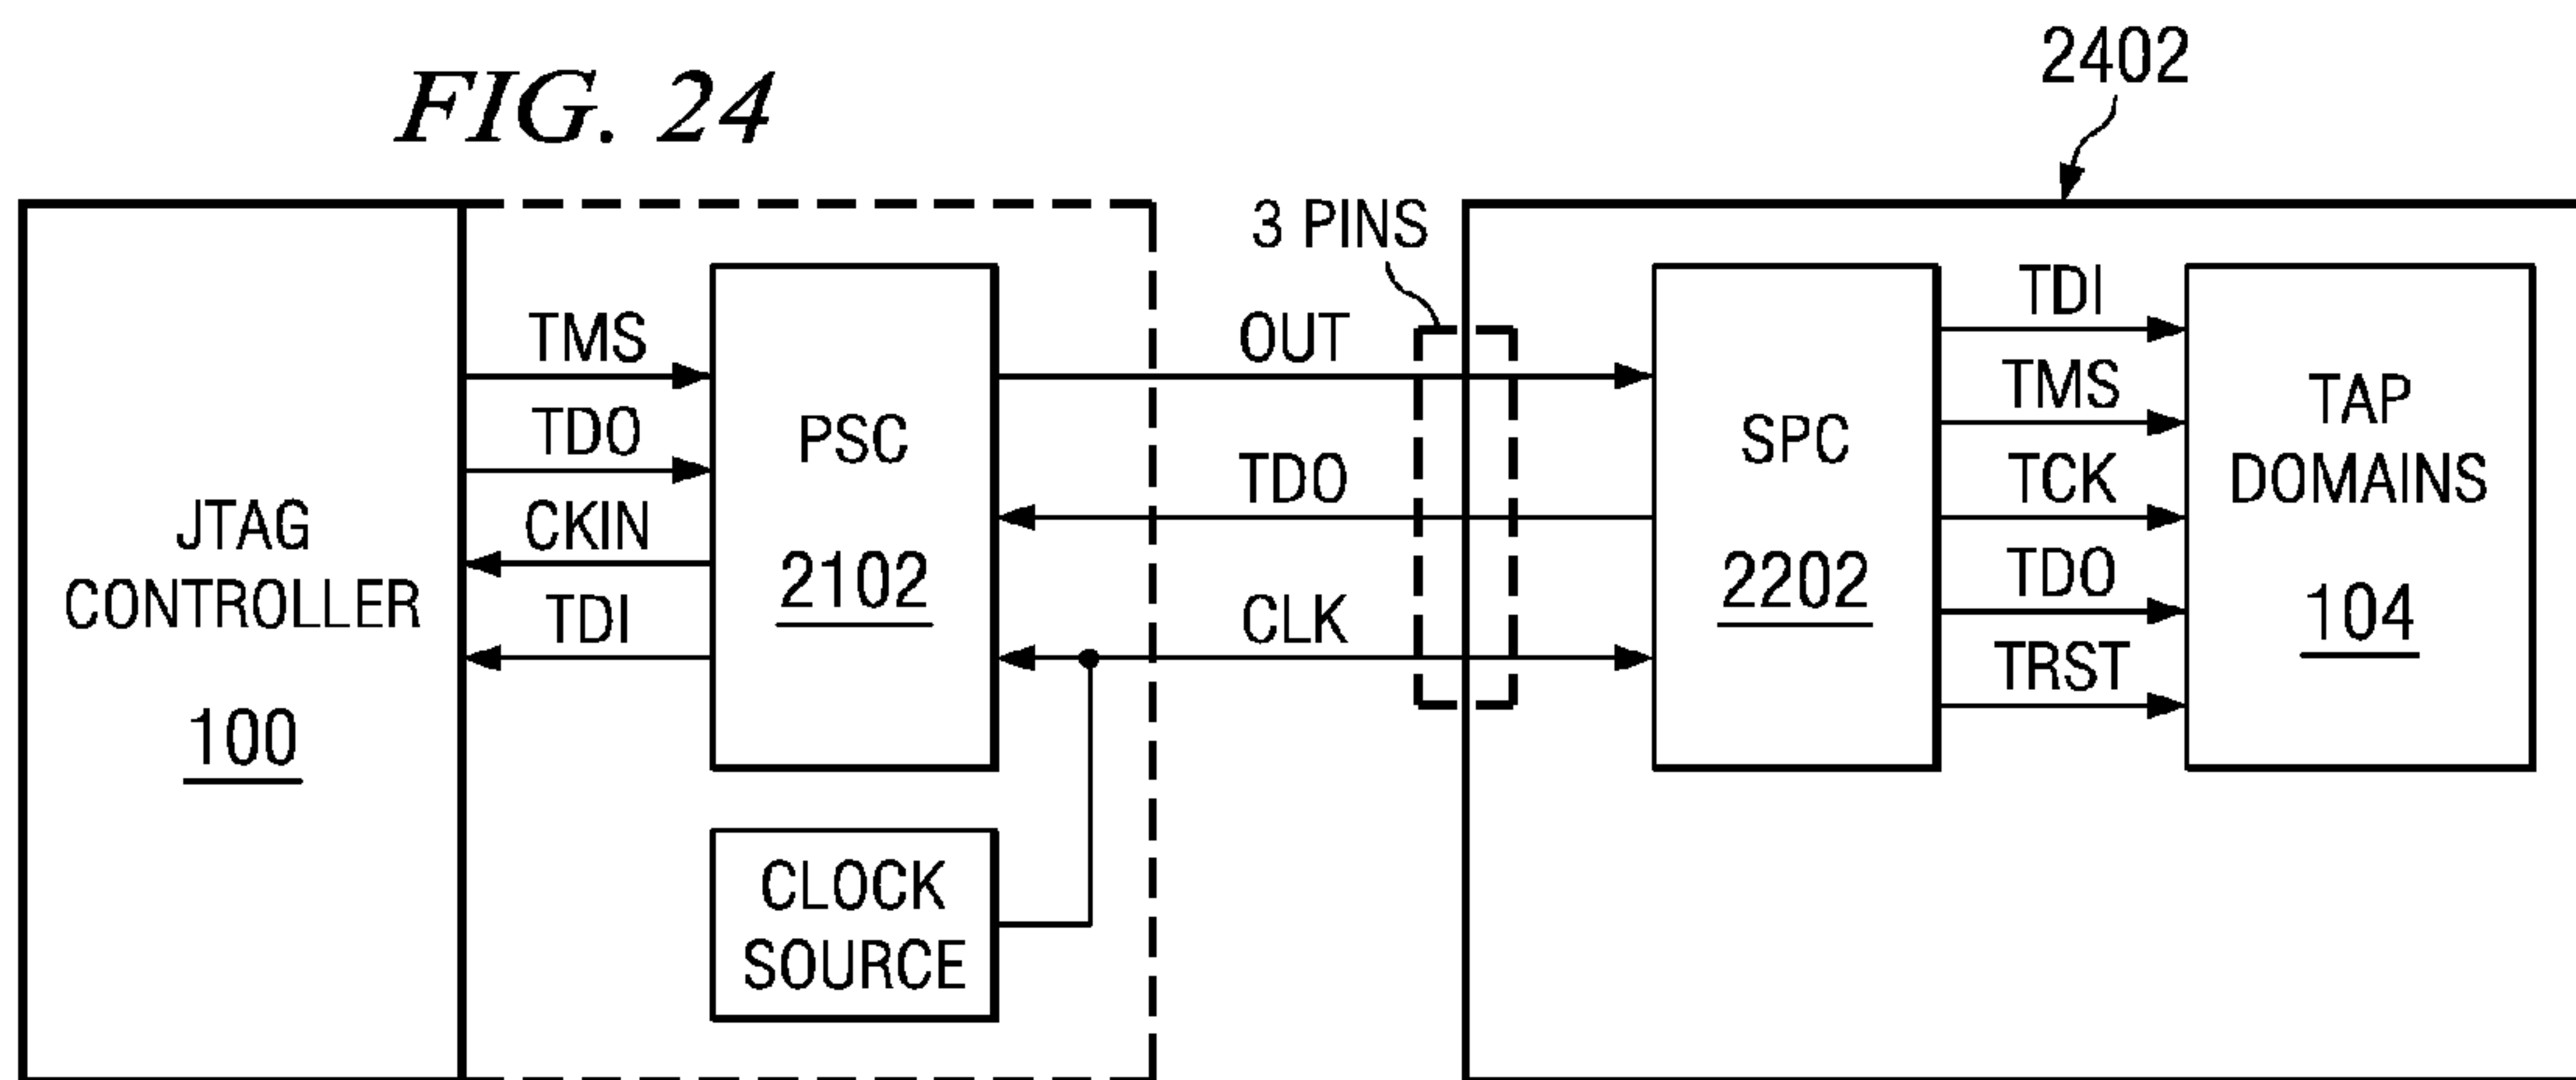 FIG. 24
2402
3 PINS
JTAG
CONTROLLER
100
TMS
TDO
CKIN
TDI
PSC
2102
CLOCK
SOURCE
OUT
TDO
CLK
SPC
2202
TDI
TMS
TCK
TDO
TRST
TAP
DOMAINS
104